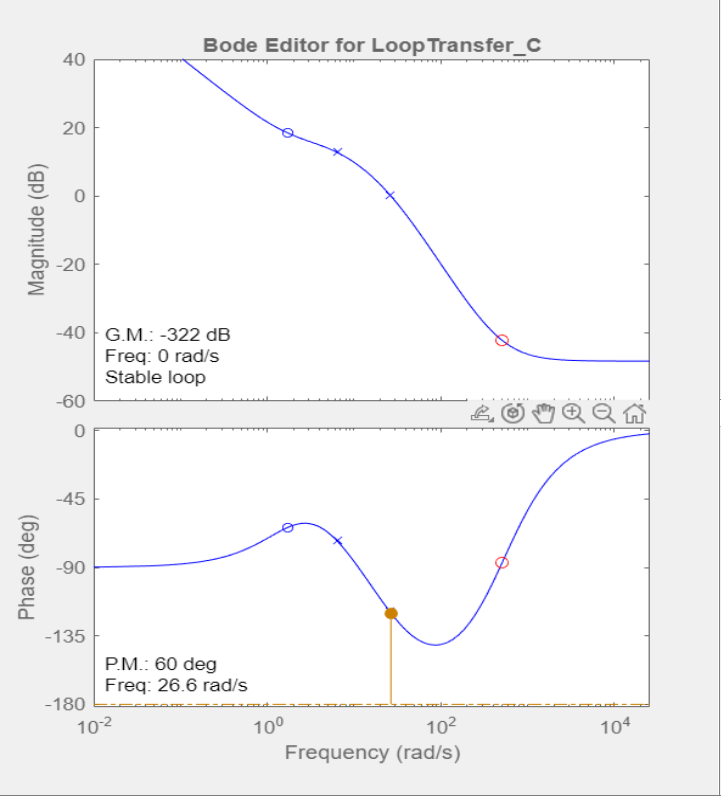 Bode Editor for LoopTransfer_C
40
20
0
-20
-40
-60
Magnitude (dB)
G.M.: -322 dB
Freq: 0 rad/s
Stable loop
0
-45
-90
-135
-180
Phase (deg)
P.M.: 60 deg
Freq: 26.6 rad/s
10^-2 10^0 10^2 10^4
Frequency (rad/s)